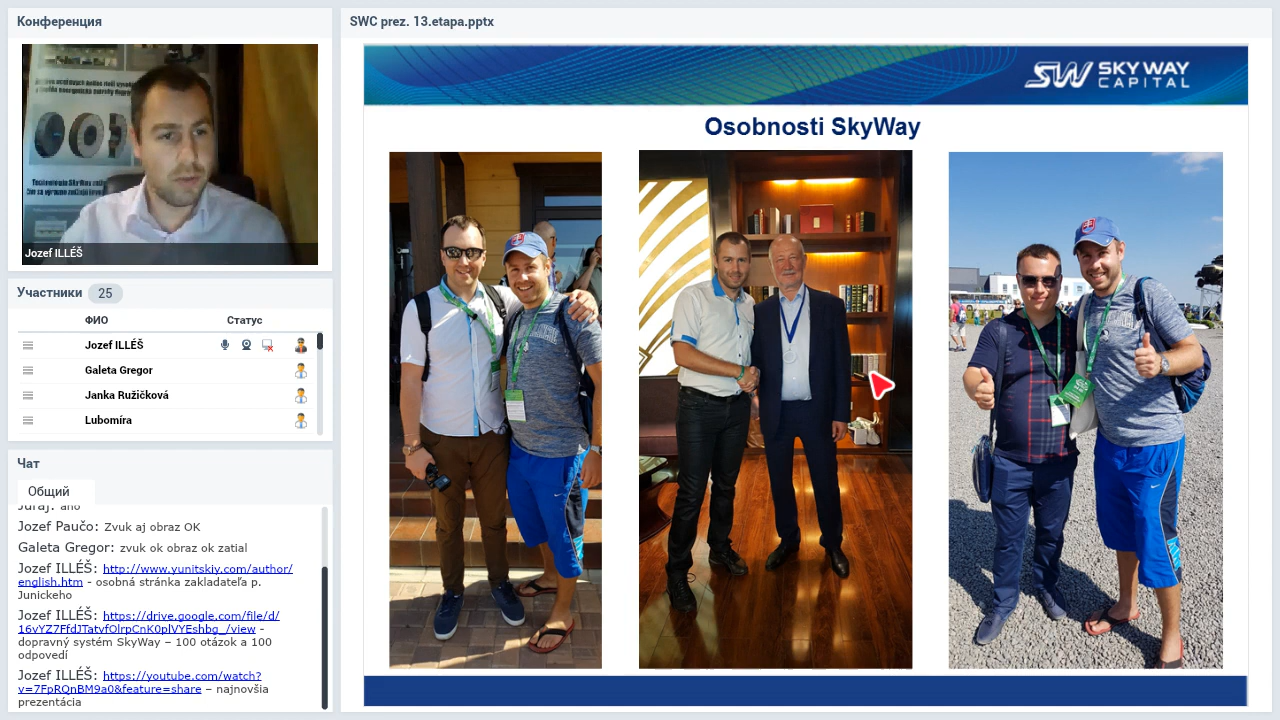 Конференция
Jozef ILLÉŠ
Участники 25
ФИО Статус
Jozef ILLÉŠ
Galeta Gregor
Janka Ružičková
Lubomíra
Чат
Общий
Juraj: ano
Jozef Paučo: Zvuk aj obraz OK
Galeta Gregor: zvuk ok obraz ok zatial
Jozef ILLÉŠ: http://www.yunitskiy.com/author/
english.htm - osobná stránka zakladateľa p.
Junickeho
Jozef ILLÉŠ: https://drive.google.com/file/d/
16vYZ7FfdJTatvfOlrpCnK0plVYEshbg_/view -
dopravný systém SkyWay – 100 otázok a 100
odpovedí
Jozef ILLÉŠ: https://youtube.com/watch?
v=7FpRQnBM9a0&feature=share – najnovšia
prezentácia
SWC prez. 13.etapa.pptx
SW SKY WAY
CAPITAL
Osobnosti SkyWay